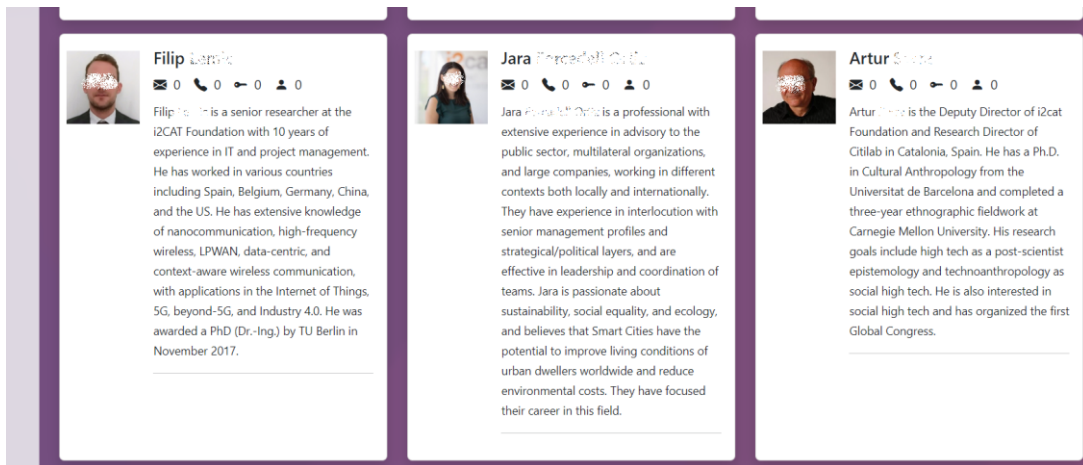 Filip
0 0 0 0
Filip is a senior researcher at the
i2CAT Foundation with 10 years of
experience in IT and project management.
He has worked in various countries
including Spain, Belgium, Germany, China,
and the US. He has extensive knowledge
of nanocommunication, high-frequency
wireless, LPWAN, data-centric, and
context-aware wireless communication,
with applications in the Internet of Things,
5G, beyond-5G, and Industry 4.0. He was
awarded a PhD (Dr.-Ing.) by TU Berlin in
November 2017.
Jara
0 0 0 0
Jara is a professional with
extensive experience in advisory to the
public sector, multilateral organizations,
and large companies, working in different
contexts both locally and internationally.
They have experience in interlocution with
senior management profiles and
strategical/political layers, and are
effective in leadership and coordination of
teams. Jara is passionate about
sustainability, social equality, and ecology,
and believes that Smart Cities have the
potential to improve living conditions of
urban dwellers worldwide and reduce
environmental costs. They have focused
their career in this field.
Artur
0 0 0 0
Artur is the Deputy Director of i2cat
Foundation and Research Director of
Citilab in Catalonia, Spain. He has a Ph.D.
in Cultural Anthropology from the
Universitat de Barcelona and completed a
three-year ethnographic fieldwork at
Carnegie Mellon University. His research
goals include high tech as a post-scientist
epistemology and technoanthropology as
social high tech. He is also interested in
social high tech and has organized the first
Global Congress.